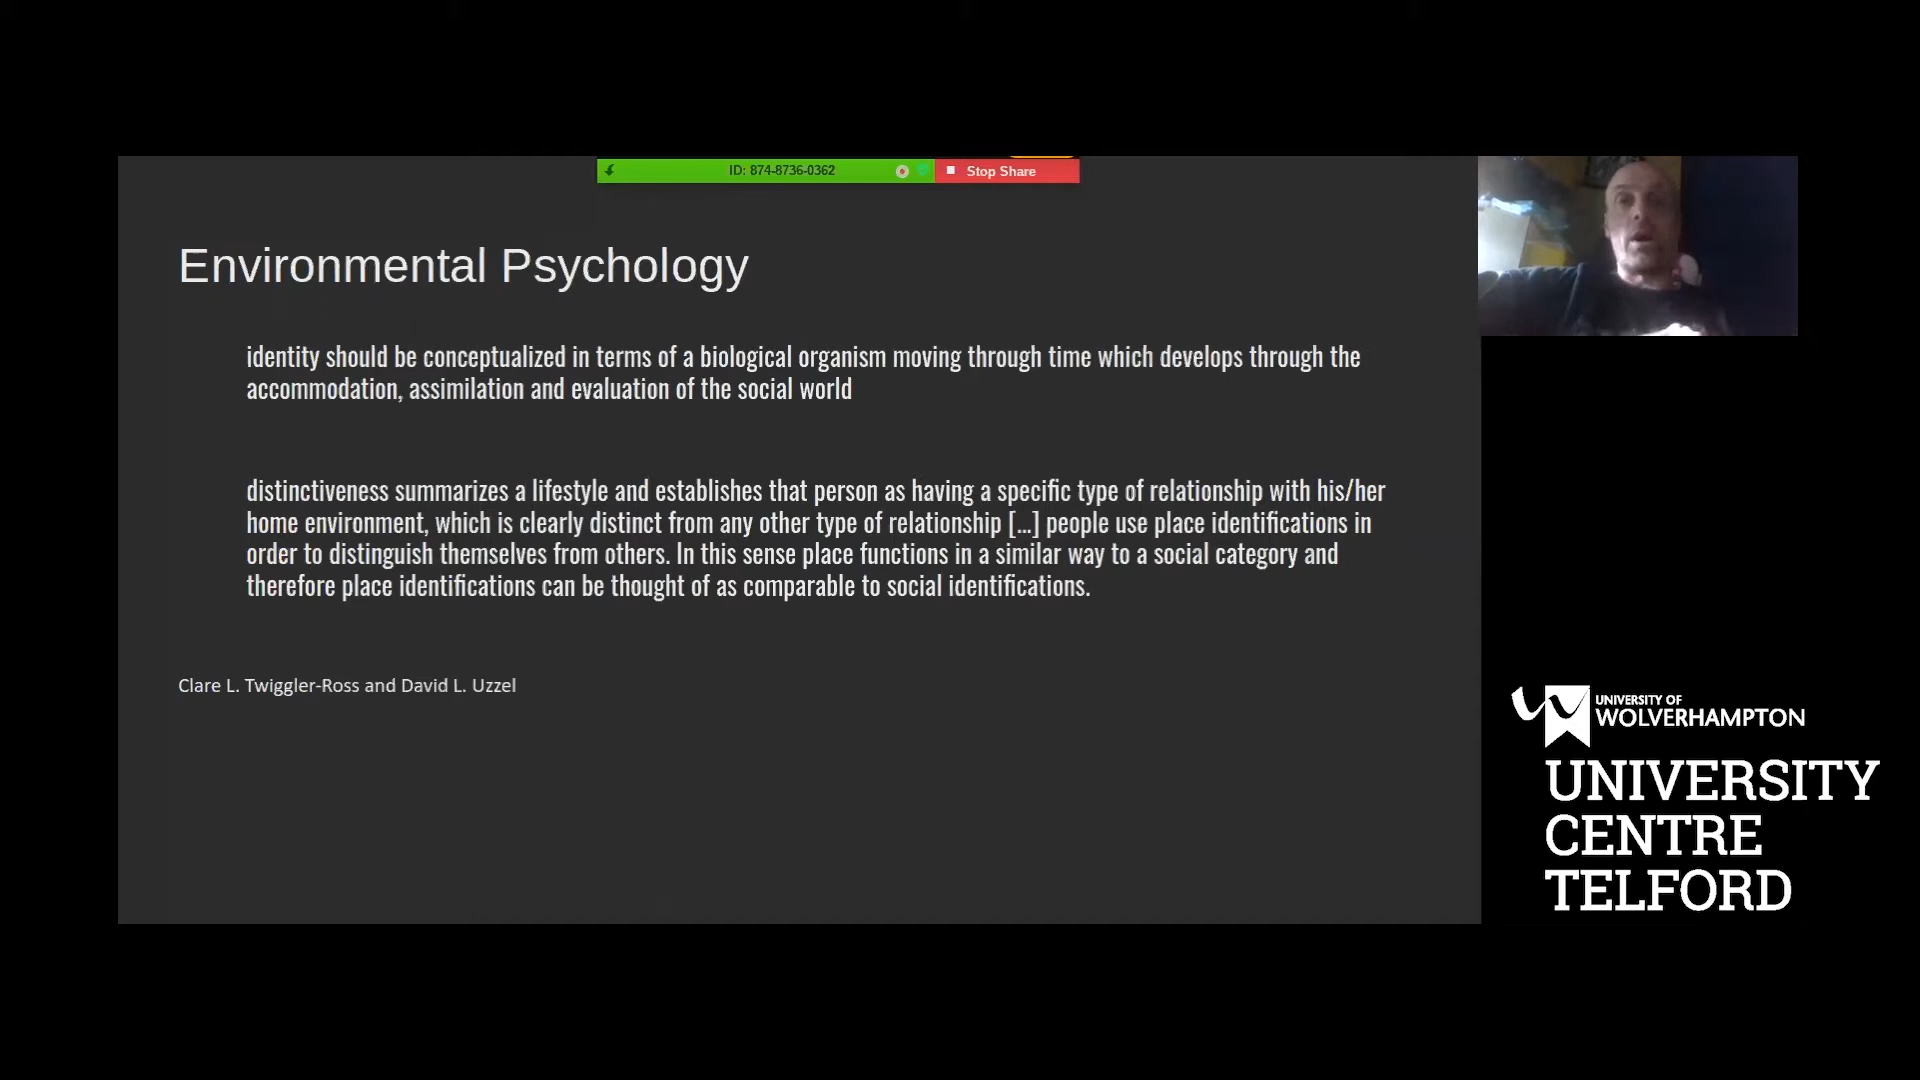 ID: 874-8736-0362
Stop Share
Environmental Psychology
identity should be conceptualized in terms of a biological organism moving through time which develops through the
accommodation, assimilation and evaluation of the social world
distinctiveness summarizes a lifestyle and establishes that person as having a specific type of relationship with his/her
home environment, which is clearly distinct from any other type of relationship [...] people use place identifications in
order to distinguish themselves from others. In this sense place functions in a similar way to a social category and
therefore place identifications can be thought of as comparable to social identifications.
Clare L. Twiggler-Ross and David L. Uzzel
UNIVERSITY OF
WOLVERHAMPTON
UNIVERSITY
CENTRE
TELFORD